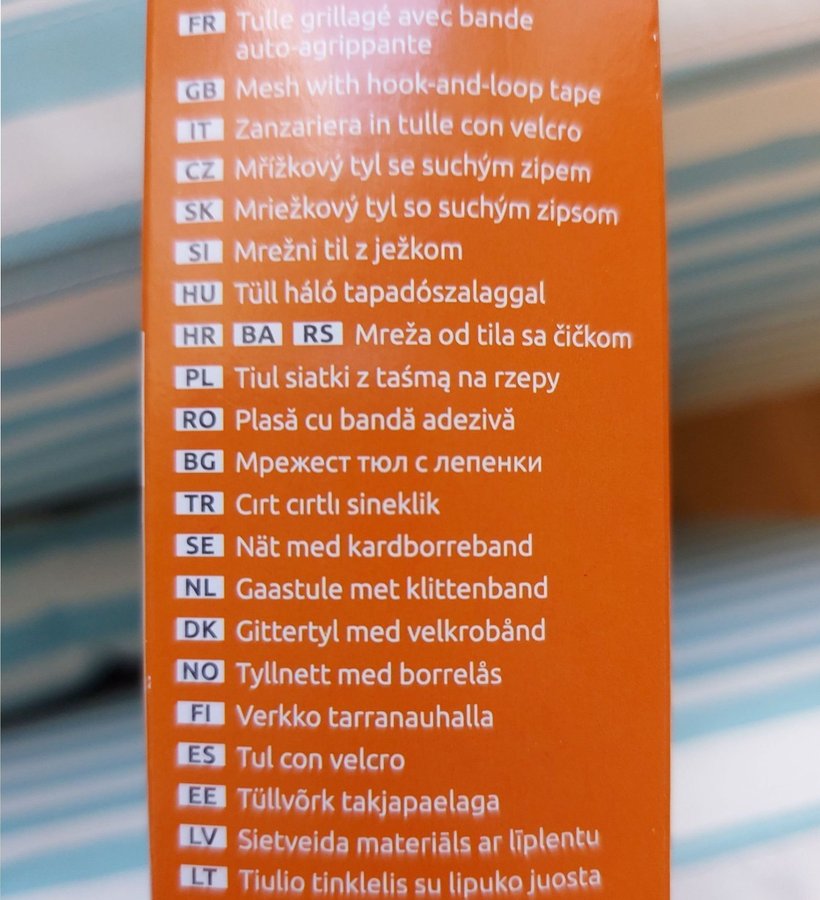 FR Tulle grillagé avec bande
auto-agrippante
GB Mesh with hook-and-loop tape
IT Zanzariera in tulle con velcro
CZ Mřížkový tyl se suchým zipem
SK Mriežkový tyl so suchým zipsom
SI Mrežni til z ježkom
HU Tüll háló tapadószalaggal
HR BA RS Mreža od tila sa čičkom
PL Tiul siatki z taśmą na rzepy
RO Plasă cu bandă adezivă
BG Мрежест тюл с лепенки
TR Cırt cırtlı sineklik
SE Nät med kardborreband
NL Gaastule met klittenband
DK Gittertyl med velkrobånd
NO Tyllnett med borrelås
FI Verkko tarranauhalla
ES Tul con velcro
EE Tüllvõrk takjapaelaga
LV Sietveida materiāls ar līplentu
LT Tiulio tinklelis su lipuko juosta